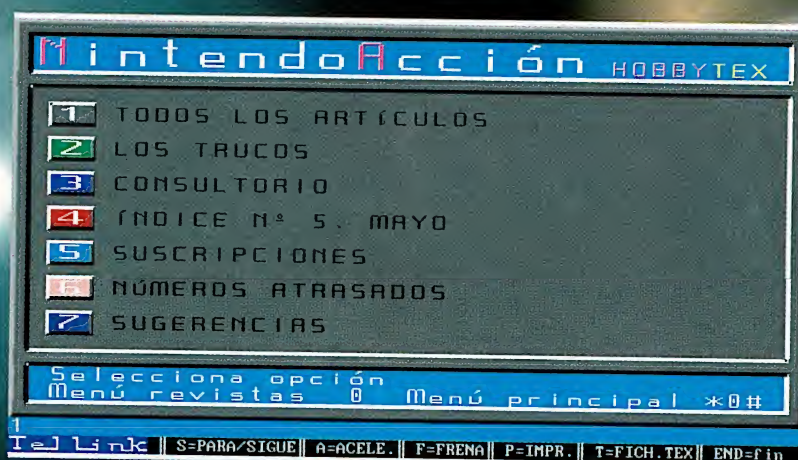 NintendoAcción HOBBYTEX
1 TODOS LOS ARTÍCULOS
2 LOS TRUCOS
3 CONSULTORIO
4 ÍNDICE Nº 5. MAYO
5 SUSCRIPCIONES
6 NÚMEROS ATRASADOS
7 SUGERENCIAS
Selecciona opción
Menú revistas 0 Menú principal *0#
1
Tellink S=PARA/SIGUE A=ACELE. F=FRENA P=IMPR. T=FICH.TEX END=fin